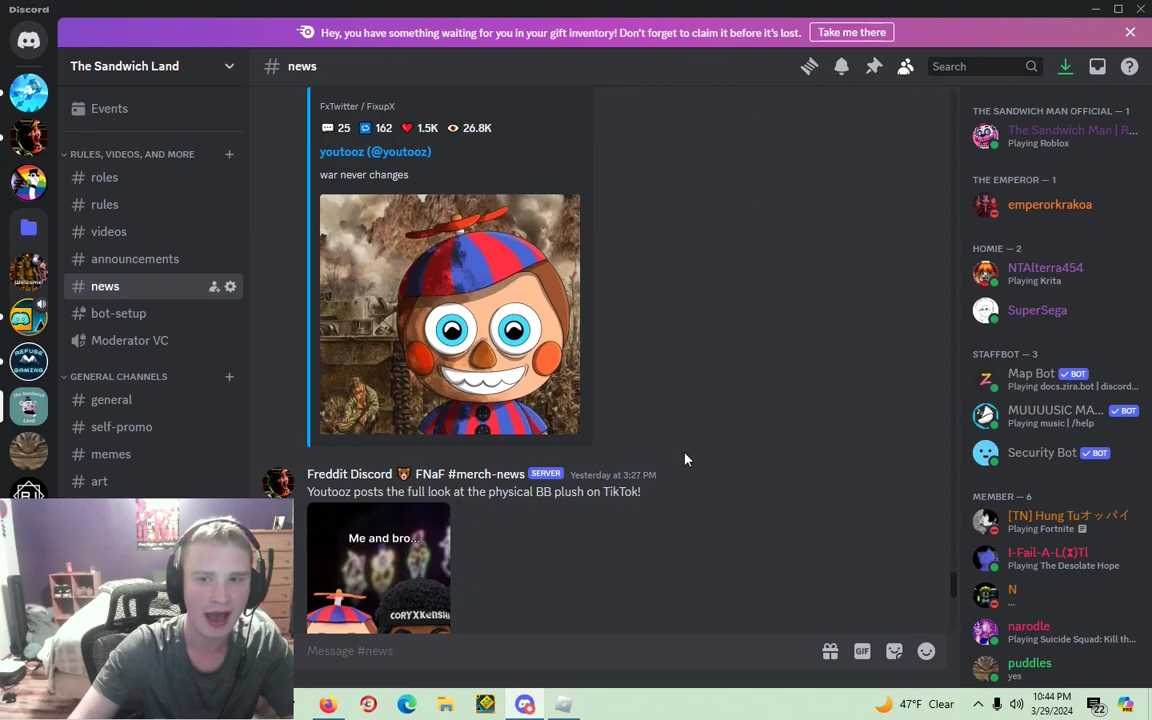 Discord
Hey, you have something waiting for you in your gift inventory! Don't forget to claim it before it's lost.
Take me there
The Sandwich Land
# news
Search
Events
RULES, VIDEOS, AND MORE
roles
rules
videos
announcements
news
bot-setup
Moderator VC
GENERAL CHANNELS
general
self-promo
memes
art
FxTwitter / FixupX
25 162 1.5K 26.8K
youtooz (@youtooz)
war never changes
Freddit Discord FNaF #merch-news SERVER Yesterday at 3:27 PM
Youtooz posts the full look at the physical BB plush on TikTok!
Me and bro...
CORYXKENSHI
Message #news
GIF
THE SANDWICH MAN OFFICIAL — 1
The Sandwich Man | R...
Playing Roblox
THE EMPEROR — 1
emperorkrakoa
HOMIE — 2
NTAlterra454
Playing Krita
SuperSega
STAFFBOT — 3
Map Bot BOT
Playing docs.zira.bot | discord...
MUUUUSIC MA... BOT
Playing music | /help
Security Bot BOT
MEMBER — 6
[TN] Hung Tuオッパイ
Playing Fortnite
I-Fail-A-L(I)Tl
Playing The Desolate Hope
N
...
narodle
Playing Suicide Squad: Kill th...
puddles
yes
47°F Clear
10:44 PM
3/29/2024
22